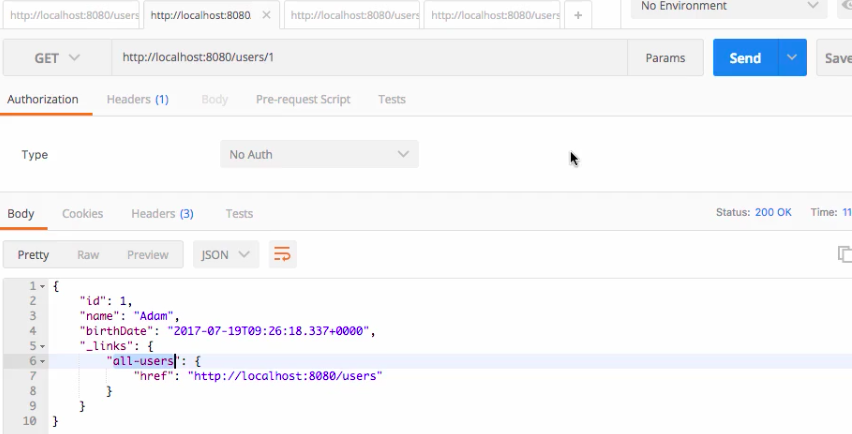 http://localhost:8080/users http://localhost:8080 http://localhost:8080/users http://localhost:8080/users + No Environment
GET http://localhost:8080/users/1 Params Send Save
Authorization Headers (1) Body Pre-request Script Tests
Type No Auth
Body Cookies Headers (3) Tests Status: 200 OK Time: 11
Pretty Raw Preview JSON
1 {
2 "id": 1,
3 "name": "Adam",
4 "birthDate": "2017-07-19T09:26:18.337+0000",
5 "_links": {
6 "all-users": {
7 "href": "http://localhost:8080/users"
8 }
9 }
10 }